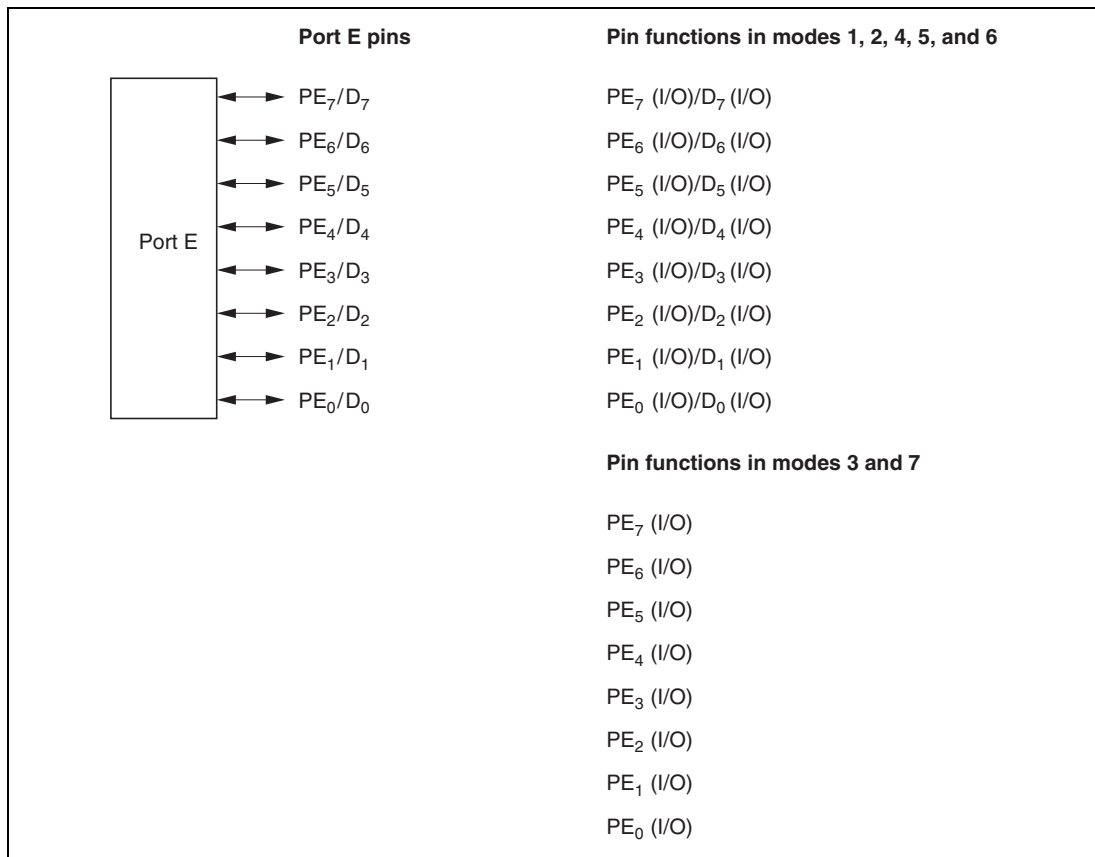 Port E pins Pin functions in modes 1, 2, 4, 5, and 6
PE₇/D₇ PE₇ (I/O)/D₇ (I/O)
PE₆/D₆ PE₆ (I/O)/D₆ (I/O)
PE₅/D₅ PE₅ (I/O)/D₅ (I/O)
PE₄/D₄ PE₄ (I/O)/D₄ (I/O)
Port E
PE₃/D₃ PE₃ (I/O)/D₃ (I/O)
PE₂/D₂ PE₂ (I/O)/D₂ (I/O)
PE₁/D₁ PE₁ (I/O)/D₁ (I/O)
PE₀/D₀ PE₀ (I/O)/D₀ (I/O)
Pin functions in modes 3 and 7
PE₇ (I/O)
PE₆ (I/O)
PE₅ (I/O)
PE₄ (I/O)
PE₃ (I/O)
PE₂ (I/O)
PE₁ (I/O)
PE₀ (I/O)